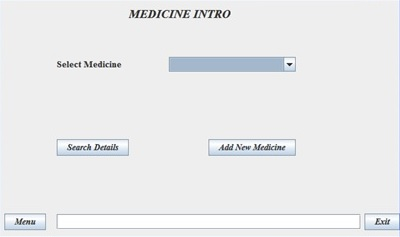 MEDICINE INTRO
Select Medicine
Search Details
Add New Medicine
Menu
Exit